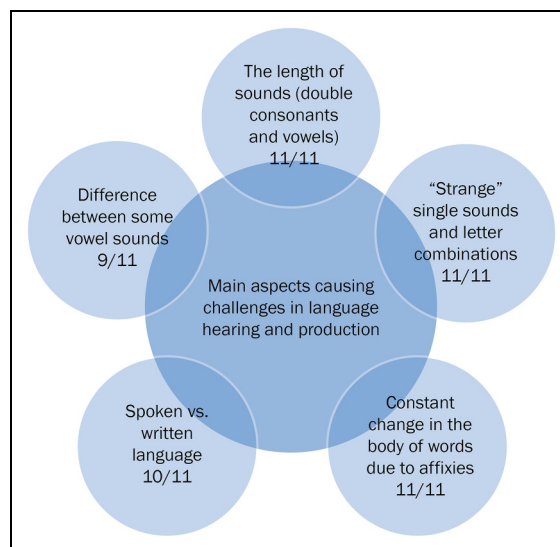 The length of
sounds (double
consonants
and vowels)
11/11
“Strange”
single sounds
and letter
combinations
11/11
Difference
between some
vowel sounds
9/11
Main aspects causing
challenges in language
hearing and production
Spoken vs.
written
language
10/11
Constant
change in the
body of words
due to affixies
11/11